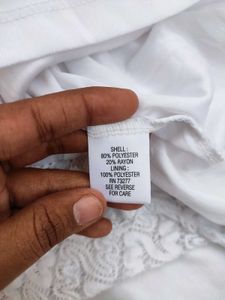 SHELL :
80% POLYESTER
20% RAYON
LINING :
100% POLYESTER
RN 73277
SEE REVERSE
FOR CARE